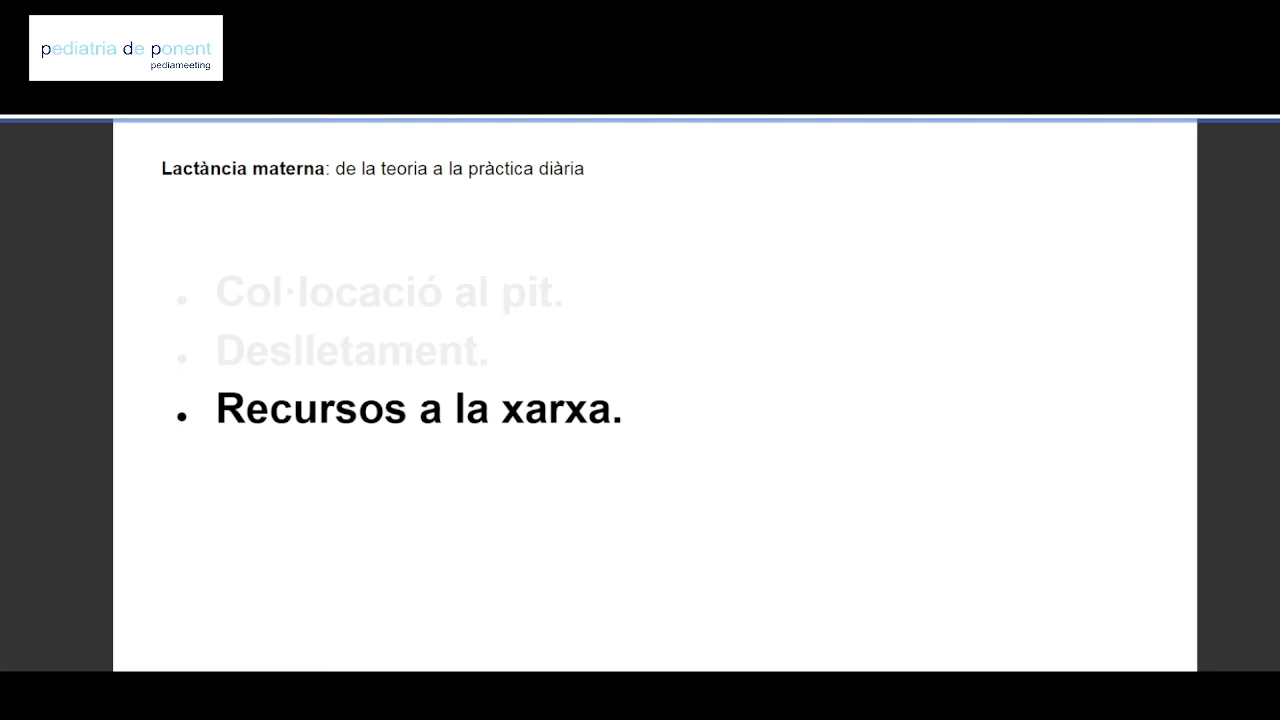 pediatria de ponent
pediameeting
Lactància materna: de la teoria a la pràctica diària
• Col·locació al pit.
• Deslletament.
• Recursos a la xarxa.